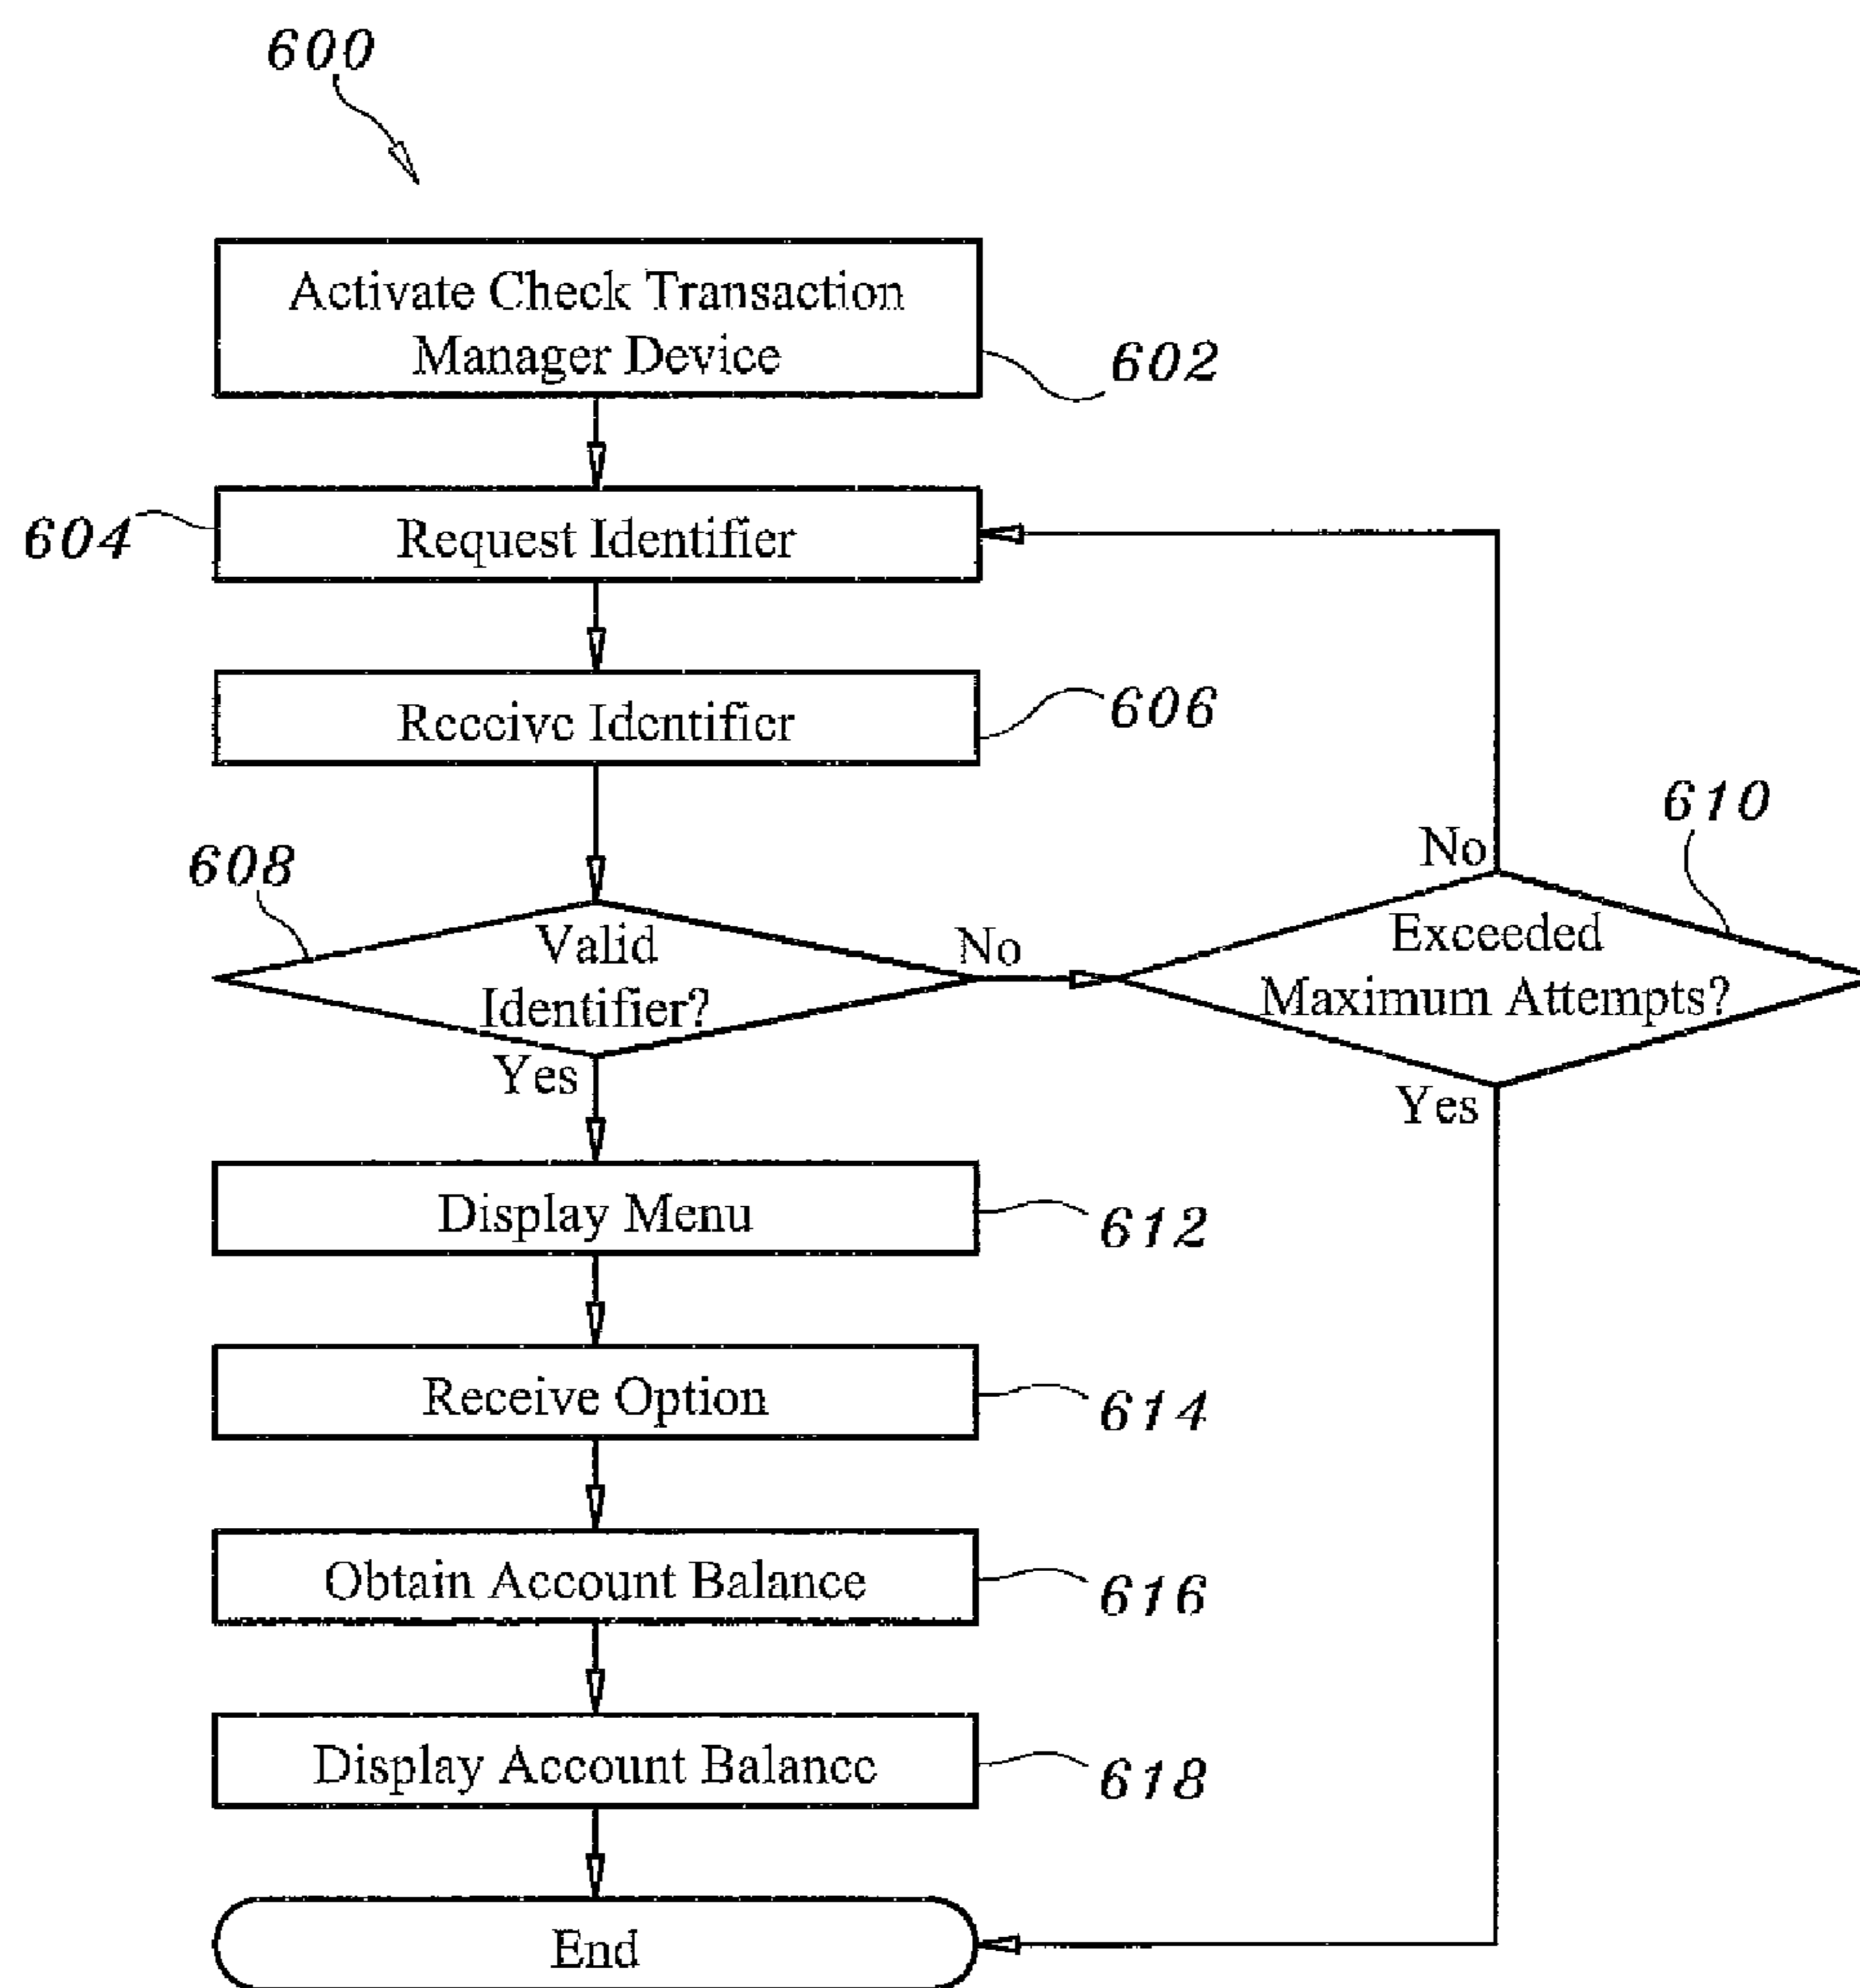 600
Activate Check Transaction
Manager Device
602
604
Request Identifier
Receive Identifier
606
608
Valid
Identifier?
No
Yes
610
No
Exceeded
Maximum Attempts?
Yes
Display Menu
612
Receive Option
614
Obtain Account Balance
616
Display Account Balance
618
End